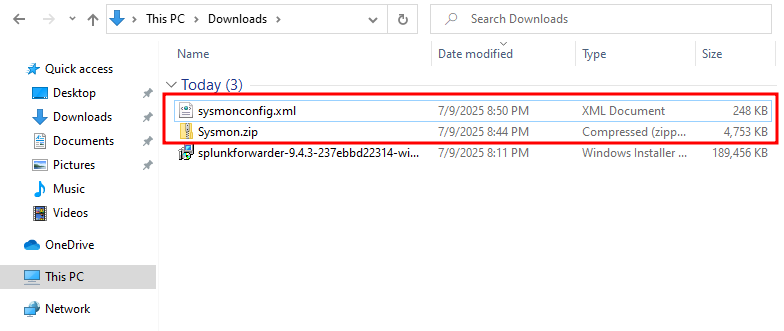 This PC > Downloads >
Search Downloads
Name Date modified Type Size
Quick access
Desktop
Downloads
Documents
Pictures
Music
Videos
OneDrive
This PC
Network
Today (3)
sysmonconfig.xml 7/9/2025 8:50 PM XML Document 248 KB
Sysmon.zip 7/9/2025 8:44 PM Compressed (zipp... 4,753 KB
splunkforwarder-9.4.3-237ebbd22314-wi... 7/9/2025 8:11 PM Windows Installer ... 189,456 KB